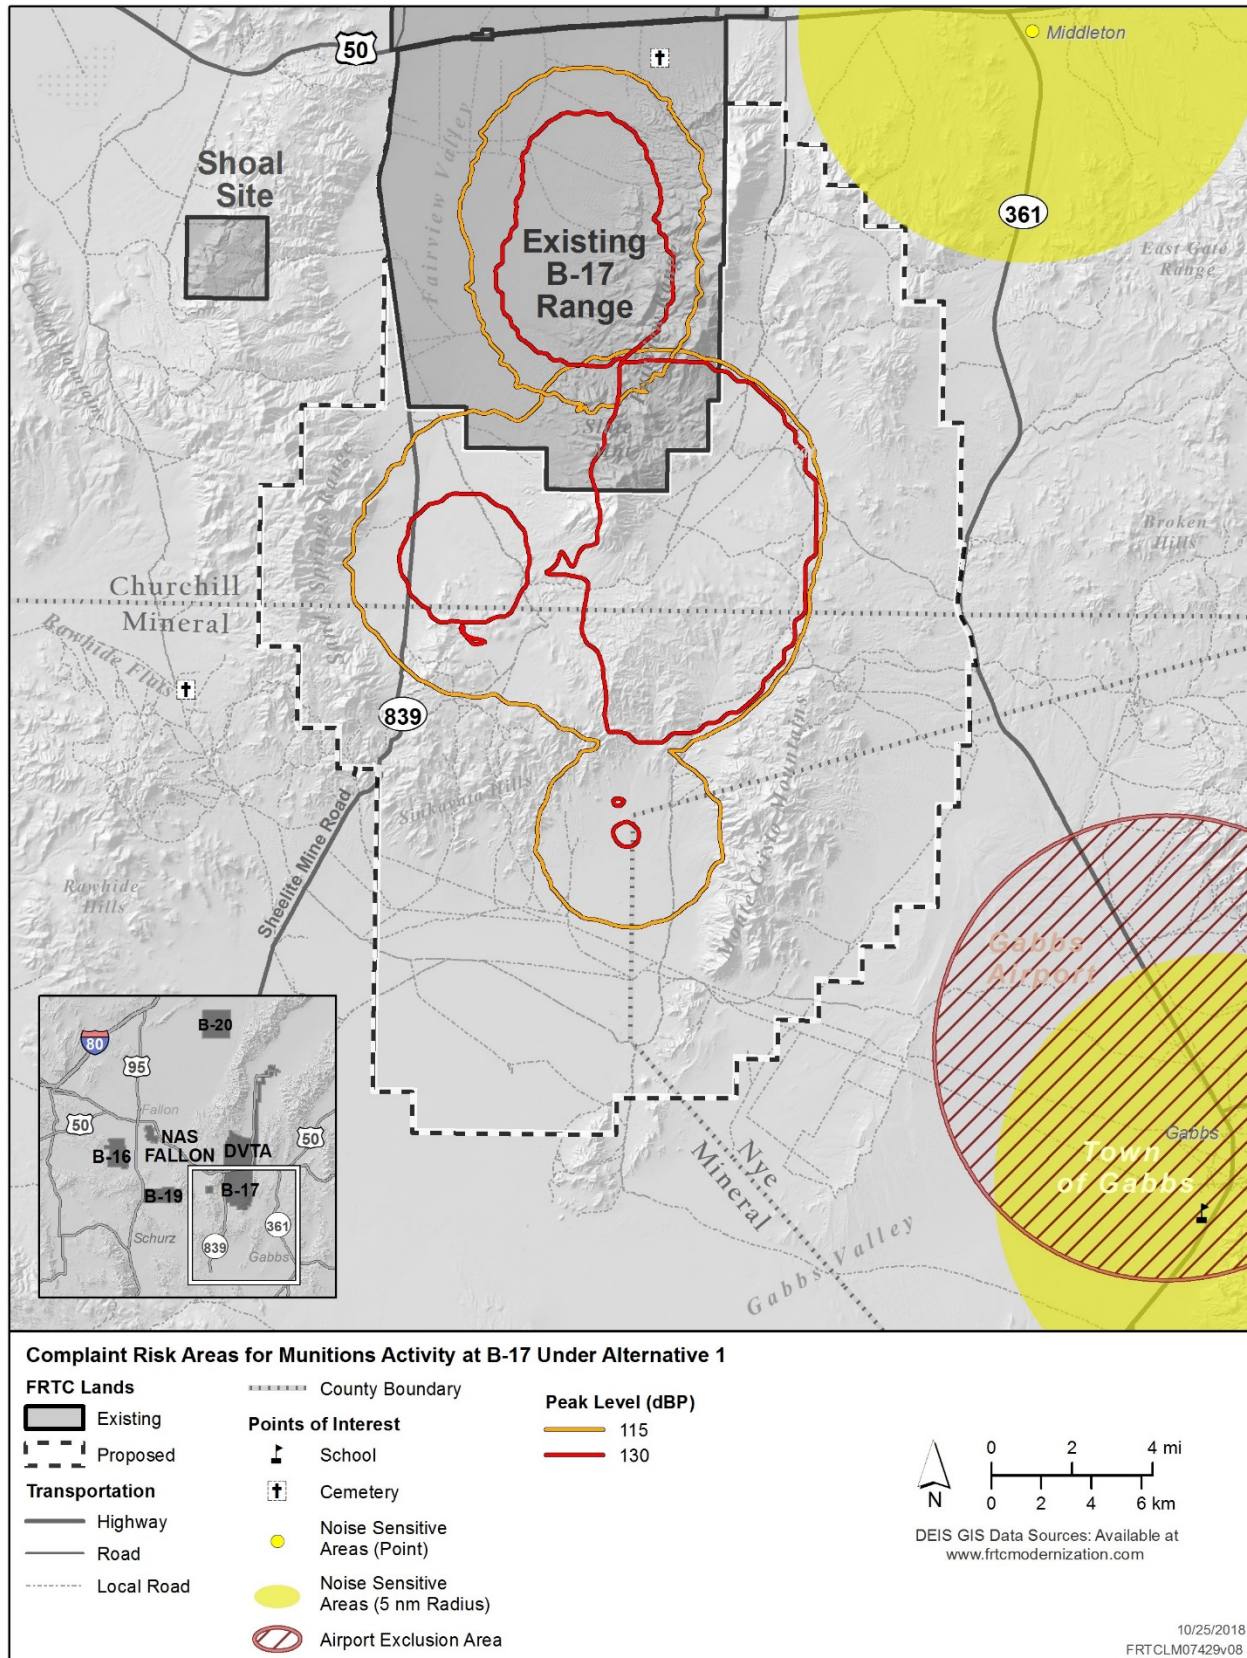 50
Middleton
Shoal
Site
Fairview Valley
361
Existing
B-17
Range
East Gate
Range
Broken
Hills
Churchill
Mineral
Rawhide Flats
839
Sinkavata Hills
Monte Cristo Mountains
Sheelite Mine Road
Rawhide
Hills
Gabbs
Airport
Gabbs
Town
of Gabbs
Nye
Mineral
Gabbs Valley
B-20
80
95
Fallon
50
NAS
FALLON
DVTA
50
B-16
B-19
B-17
Schurz
839
361
Gabbs
Complaint Risk Areas for Munitions Activity at B-17 Under Alternative 1
FRTC Lands
Existing
Proposed
Transportation
Highway
Road
Local Road
County Boundary
Points of Interest
School
Cemetery
Noise Sensitive
Areas (Point)
Noise Sensitive
Areas (5 nm Radius)
Airport Exclusion Area
Peak Level (dBP)
115
130
N
0 2 4 mi
0 2 4 6 km
DEIS GIS Data Sources: Available at
www.frtcmodernization.com
10/25/2018
FRTCLM07429v08